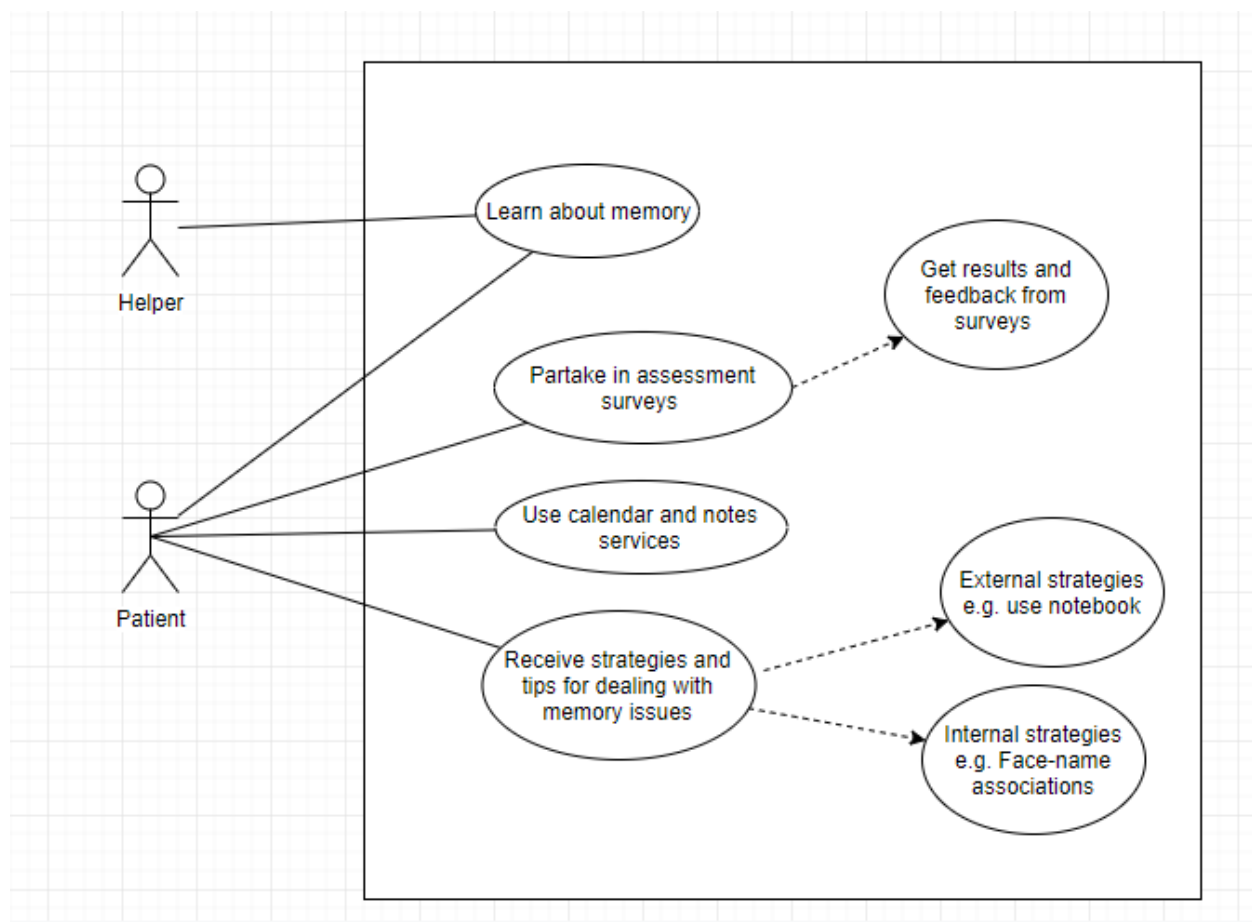 Learn about memory
Helper
Get results and
feedback from
surveys
Partake in assessment
surveys
Use calendar and notes
services
Patient
External strategies
e.g. use notebook
Receive strategies and
tips for dealing with
memory issues
Internal strategies
e.g. Face-name
associations